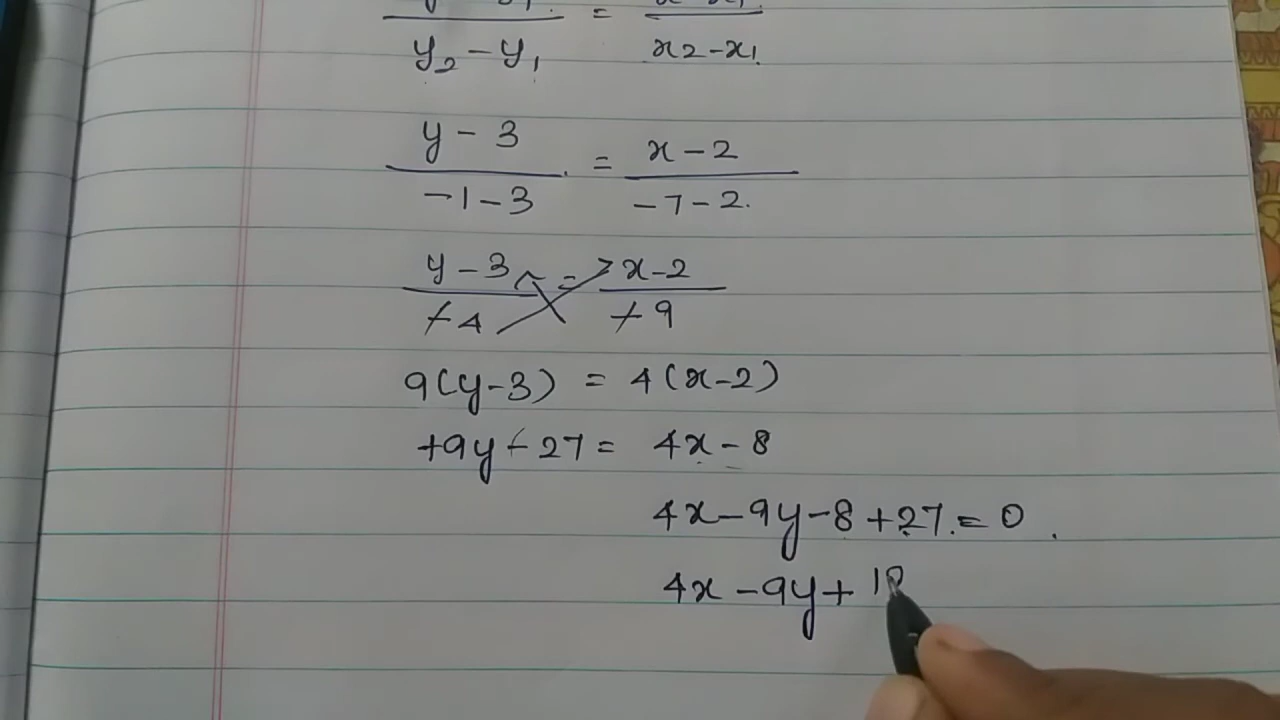 y₂ - y₁ = x₂ - x₁
y - 3 = x - 2
-1 - 3 -7 - 2
y - 3 = x - 2
-4 -9
9(y-3) = 4(x-2)
+9y-27 = 4x - 8
4x - 9y - 8 + 27 = 0
4x - 9y +